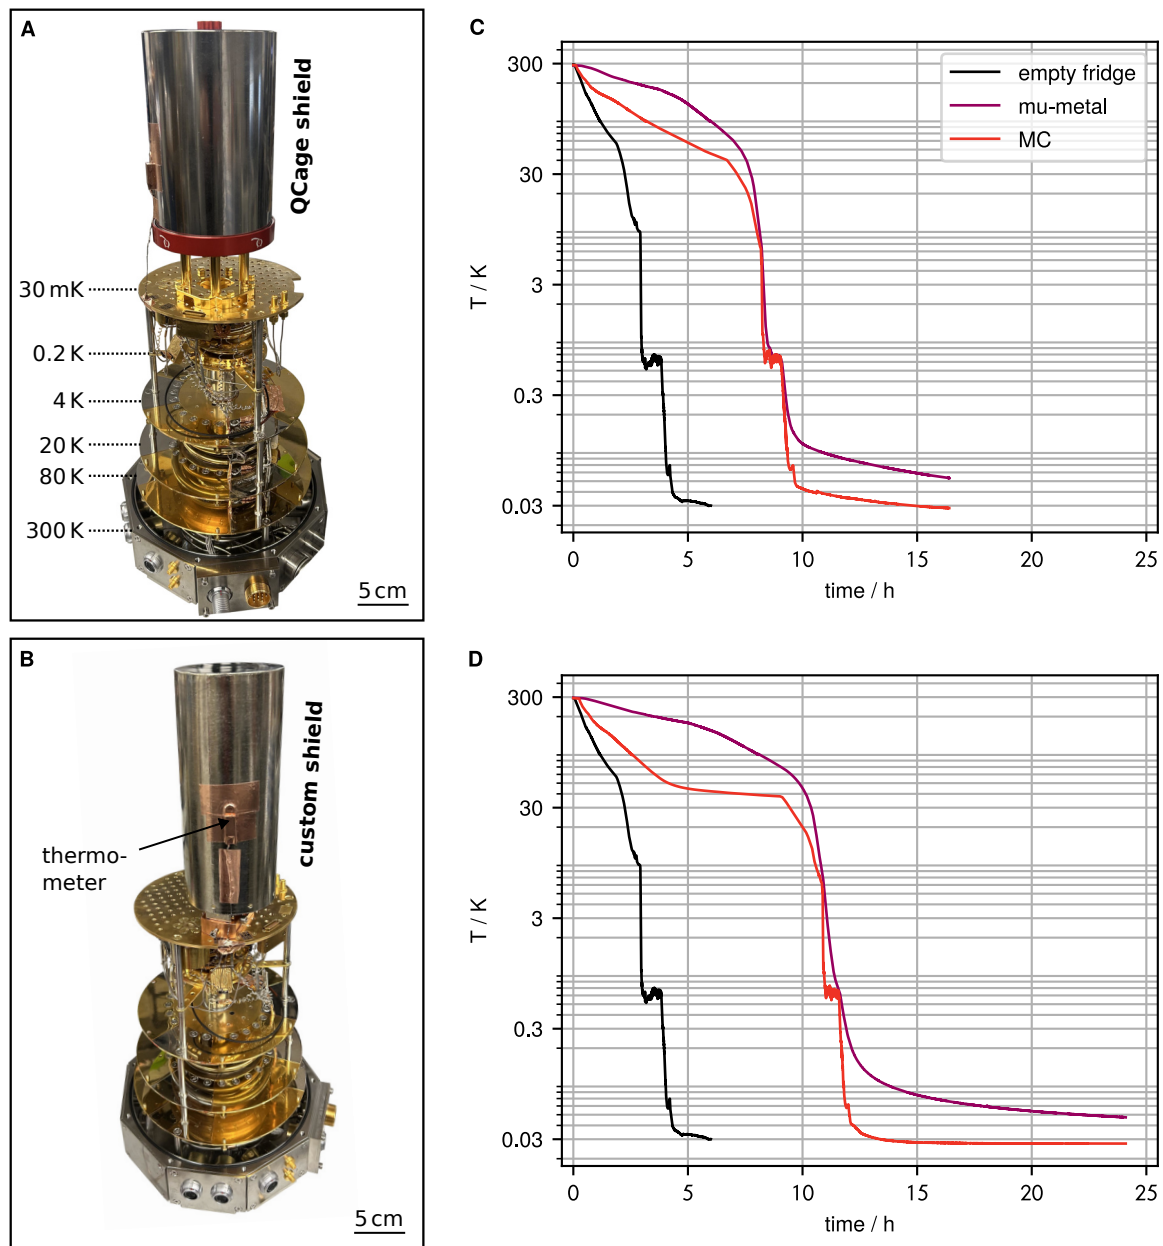 A
QCage shield
30 mK
0.2 K
4 K
20 K
80 K
300 K
5 cm
B
custom shield
thermo-
meter
5 cm
C
300
30
3
0.3
0.03
T / K
empty fridge
mu-metal
MC
0 5 10 15 20 25
time / h
D
300
30
3
0.3
0.03
T / K
0 5 10 15 20 25
time / h